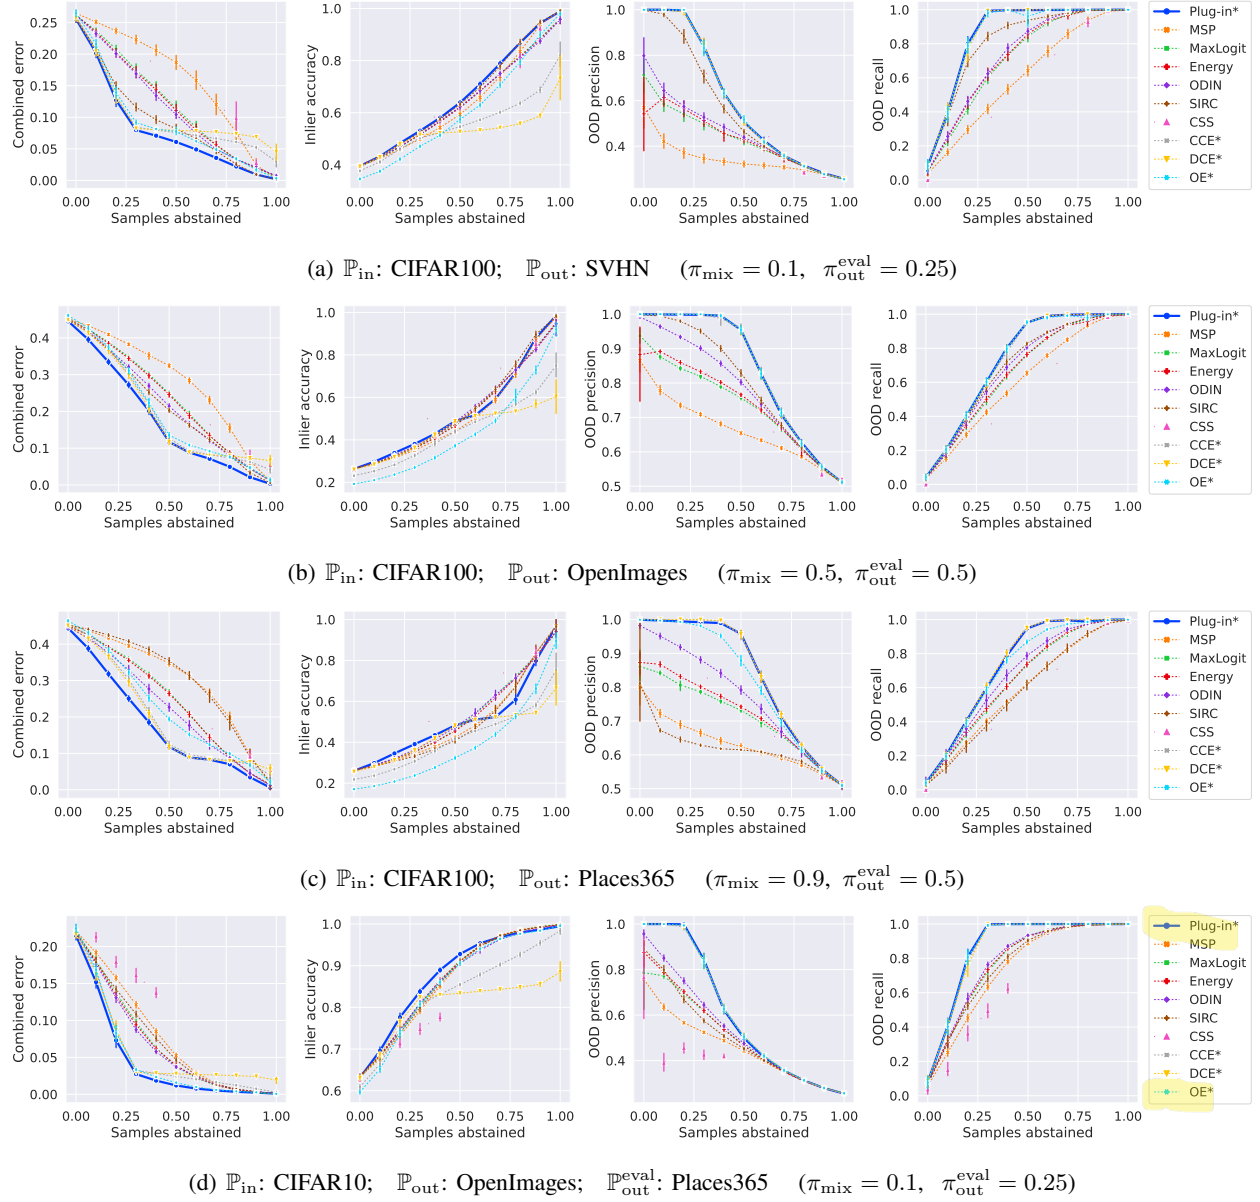 Combined error
0.25
0.20
0.15
0.10
0.05
0.00
0.00 0.25 0.50 0.75 1.00
Samples abstained
Inlier accuracy
1.0
0.8
0.6
0.4
0.00 0.25 0.50 0.75 1.00
Samples abstained
OOD precision
1.0
0.8
0.6
0.4
0.00 0.25 0.50 0.75 1.00
Samples abstained
OOD recall
1.0
0.8
0.6
0.4
0.2
0.0
0.00 0.25 0.50 0.75 1.00
Samples abstained
Plug-in*
MSP
MaxLogit
Energy
ODIN
SIRC
CSS
CCE*
DCE*
OE*
(a) ℙin: CIFAR100; ℙout: SVHN (πmix = 0.1, πout^eval = 0.25)
Combined error
0.4
0.3
0.2
0.1
0.0
0.00 0.25 0.50 0.75 1.00
Samples abstained
Inlier accuracy
1.0
0.8
0.6
0.4
0.2
0.00 0.25 0.50 0.75 1.00
Samples abstained
OOD precision
1.0
0.9
0.8
0.7
0.6
0.5
0.00 0.25 0.50 0.75 1.00
Samples abstained
OOD recall
1.0
0.8
0.6
0.4
0.2
0.0
0.00 0.25 0.50 0.75 1.00
Samples abstained
Plug-in*
MSP
MaxLogit
Energy
ODIN
SIRC
CSS
CCE*
DCE*
OE*
(b) ℙin: CIFAR100; ℙout: OpenImages (πmix = 0.5, πout^eval = 0.5)
Combined error
0.4
0.3
0.2
0.1
0.0
0.00 0.25 0.50 0.75 1.00
Samples abstained
Inlier accuracy
1.0
0.8
0.6
0.4
0.2
0.00 0.25 0.50 0.75 1.00
Samples abstained
OOD precision
1.0
0.9
0.8
0.7
0.6
0.5
0.00 0.25 0.50 0.75 1.00
Samples abstained
OOD recall
1.0
0.8
0.6
0.4
0.2
0.0
0.00 0.25 0.50 0.75 1.00
Samples abstained
Plug-in*
MSP
MaxLogit
Energy
ODIN
SIRC
CSS
CCE*
DCE*
OE*
(c) ℙin: CIFAR100; ℙout: Places365 (πmix = 0.9, πout^eval = 0.5)
Combined error
0.20
0.15
0.10
0.05
0.00
0.00 0.25 0.50 0.75 1.00
Samples abstained
Inlier accuracy
1.0
0.9
0.8
0.7
0.6
0.00 0.25 0.50 0.75 1.00
Samples abstained
OOD precision
1.0
0.8
0.6
0.4
0.00 0.25 0.50 0.75 1.00
Samples abstained
OOD recall
1.0
0.8
0.6
0.4
0.2
0.0
0.00 0.25 0.50 0.75 1.00
Samples abstained
Plug-in*
MSP
MaxLogit
Energy
ODIN
SIRC
CSS
CCE*
DCE*
OE*
(d) ℙin: CIFAR10; ℙout: OpenImages; ℙout^eval: Places365 (πmix = 0.1, πout^eval = 0.25)